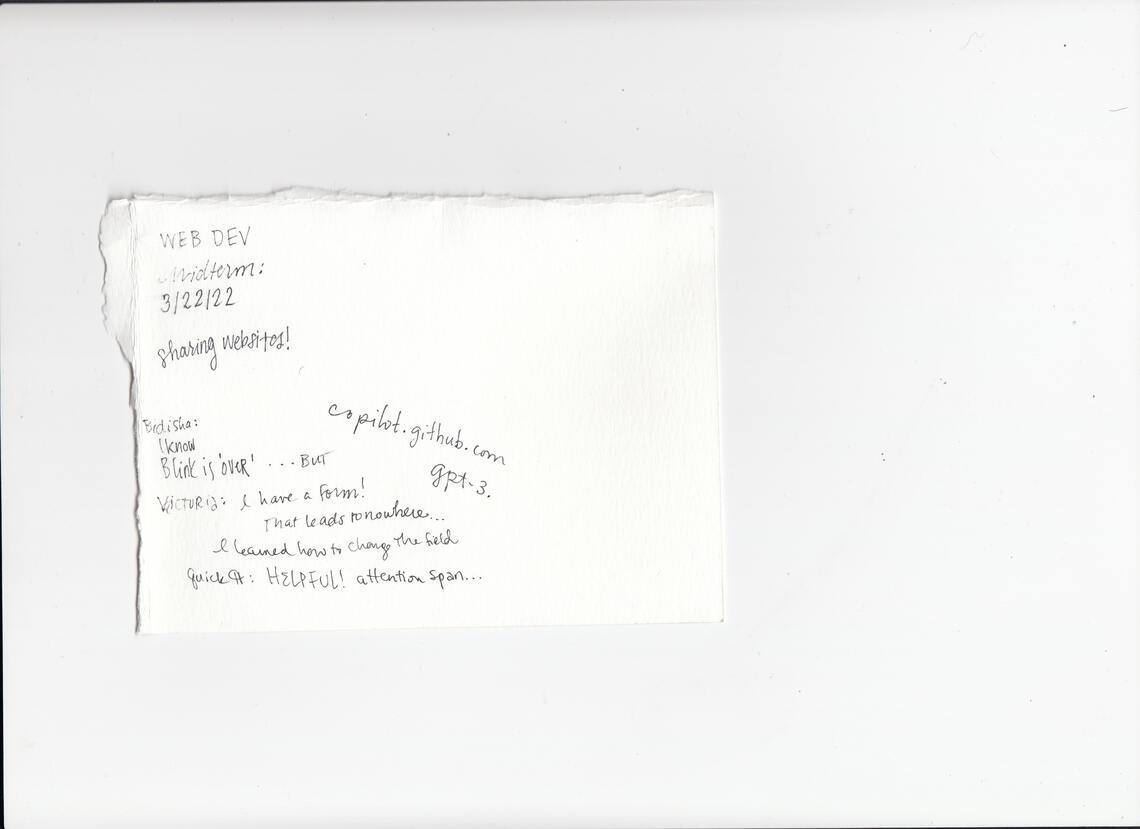 WEB DEV
Midterm:
3/22/22
sharing websites!
copilot.github.com
gpt-3.
Bidisha:
I know
Blink is 'over' ... BUT
VICTORIA: I have a form!
That leads to nowhere...
I learned how to change the field
HELPFUL! attention span...